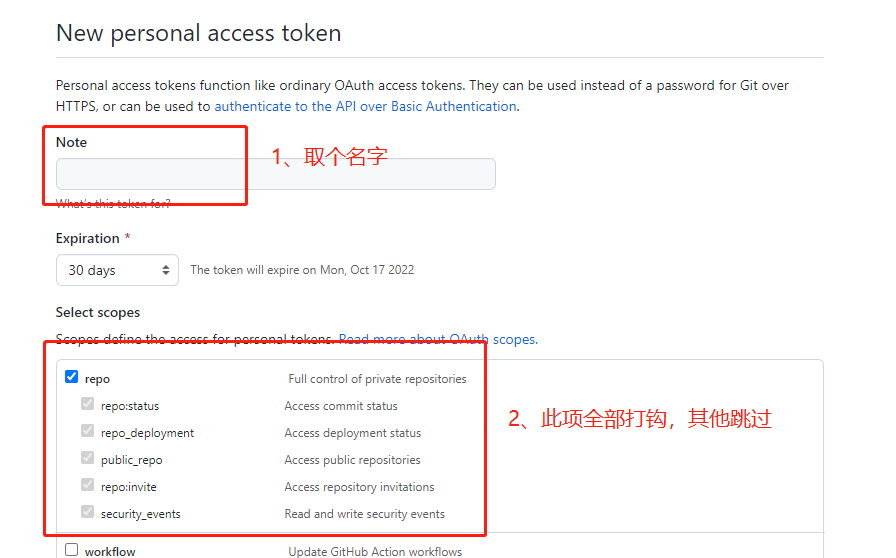 New personal access token
Personal access tokens function like ordinary OAuth access tokens. They can be used instead of a password for Git over
HTTPS, or can be used to authenticate to the API over Basic Authentication.
Note
1、取个名字
What's this token for?
Expiration *
30 days The token will expire on Mon, Oct 17 2022
Select scopes
Scopes define the access for personal tokens. Read more about OAuth scopes.
repo Full control of private repositories
repo:status Access commit status
2、此项全部打钩，其他跳过
repo_deployment Access deployment status
public_repo Access public repositories
repo:invite Access repository invitations
security_events Read and write security events
workflow Update GitHub Action workflows